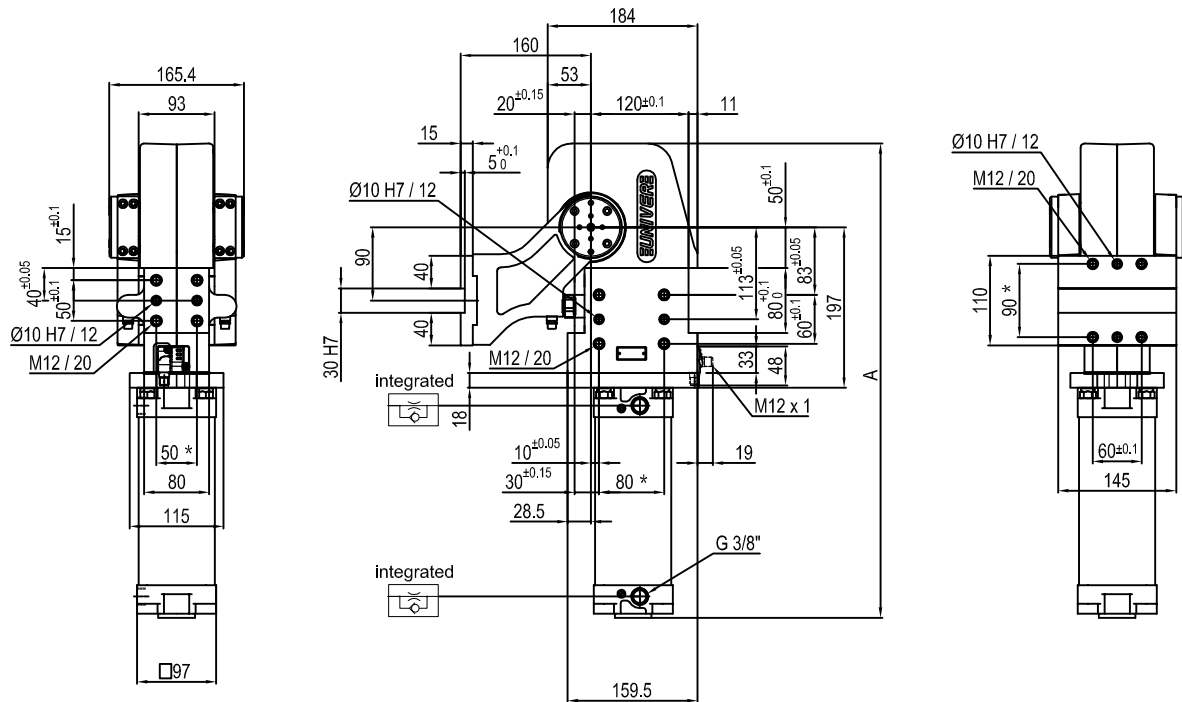 165.4
93
15±0.1
40±0.05
50±0.1
Ø10 H7 / 12
M12 / 20
50 *
80
115
□97
184
160
53
20±0.15
120±0.1
11
15
5 +0.1 0
Ø10 H7 / 12
UNIVER
50±0.1
90
40
40
30 H7
113±0.05
83±0.05
80 +0.1 0
60±0.1
197
A
M12 / 20
33
48
integrated
18
M12 x 1
10±0.05
19
30±0.15
80 *
28.5
G 3/8"
integrated
159.5
Ø10 H7 / 12
M12 / 20
110
90 *
60±0.1
145